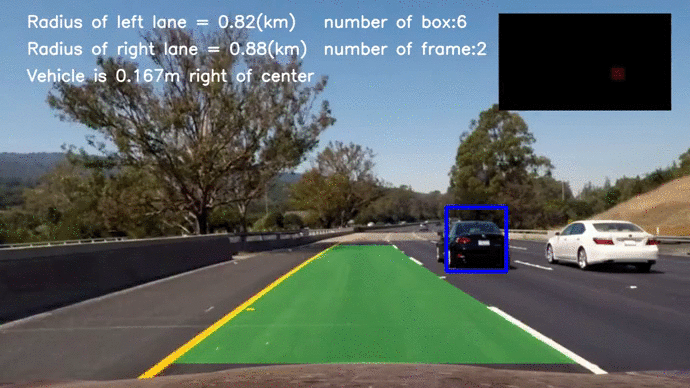 Radius of left lane = 0.82(km) number of box:6
Radius of right lane = 0.88(km) number of frame:2
Vehicle is 0.167m right of center